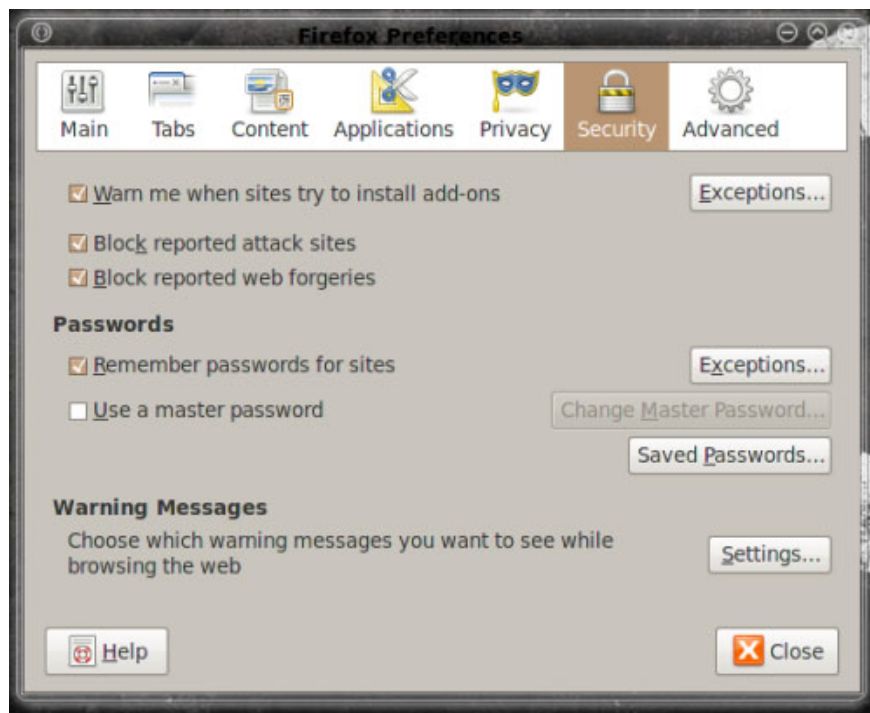 Firefox Preferences
Main Tabs Content Applications Privacy Security Advanced
Warn me when sites try to install add-ons Exceptions...
Block reported attack sites
Block reported web forgeries
Passwords
Remember passwords for sites Exceptions...
Use a master password Change Master Password...
Saved Passwords...
Warning Messages
Choose which warning messages you want to see while
browsing the web
Settings...
Help Close